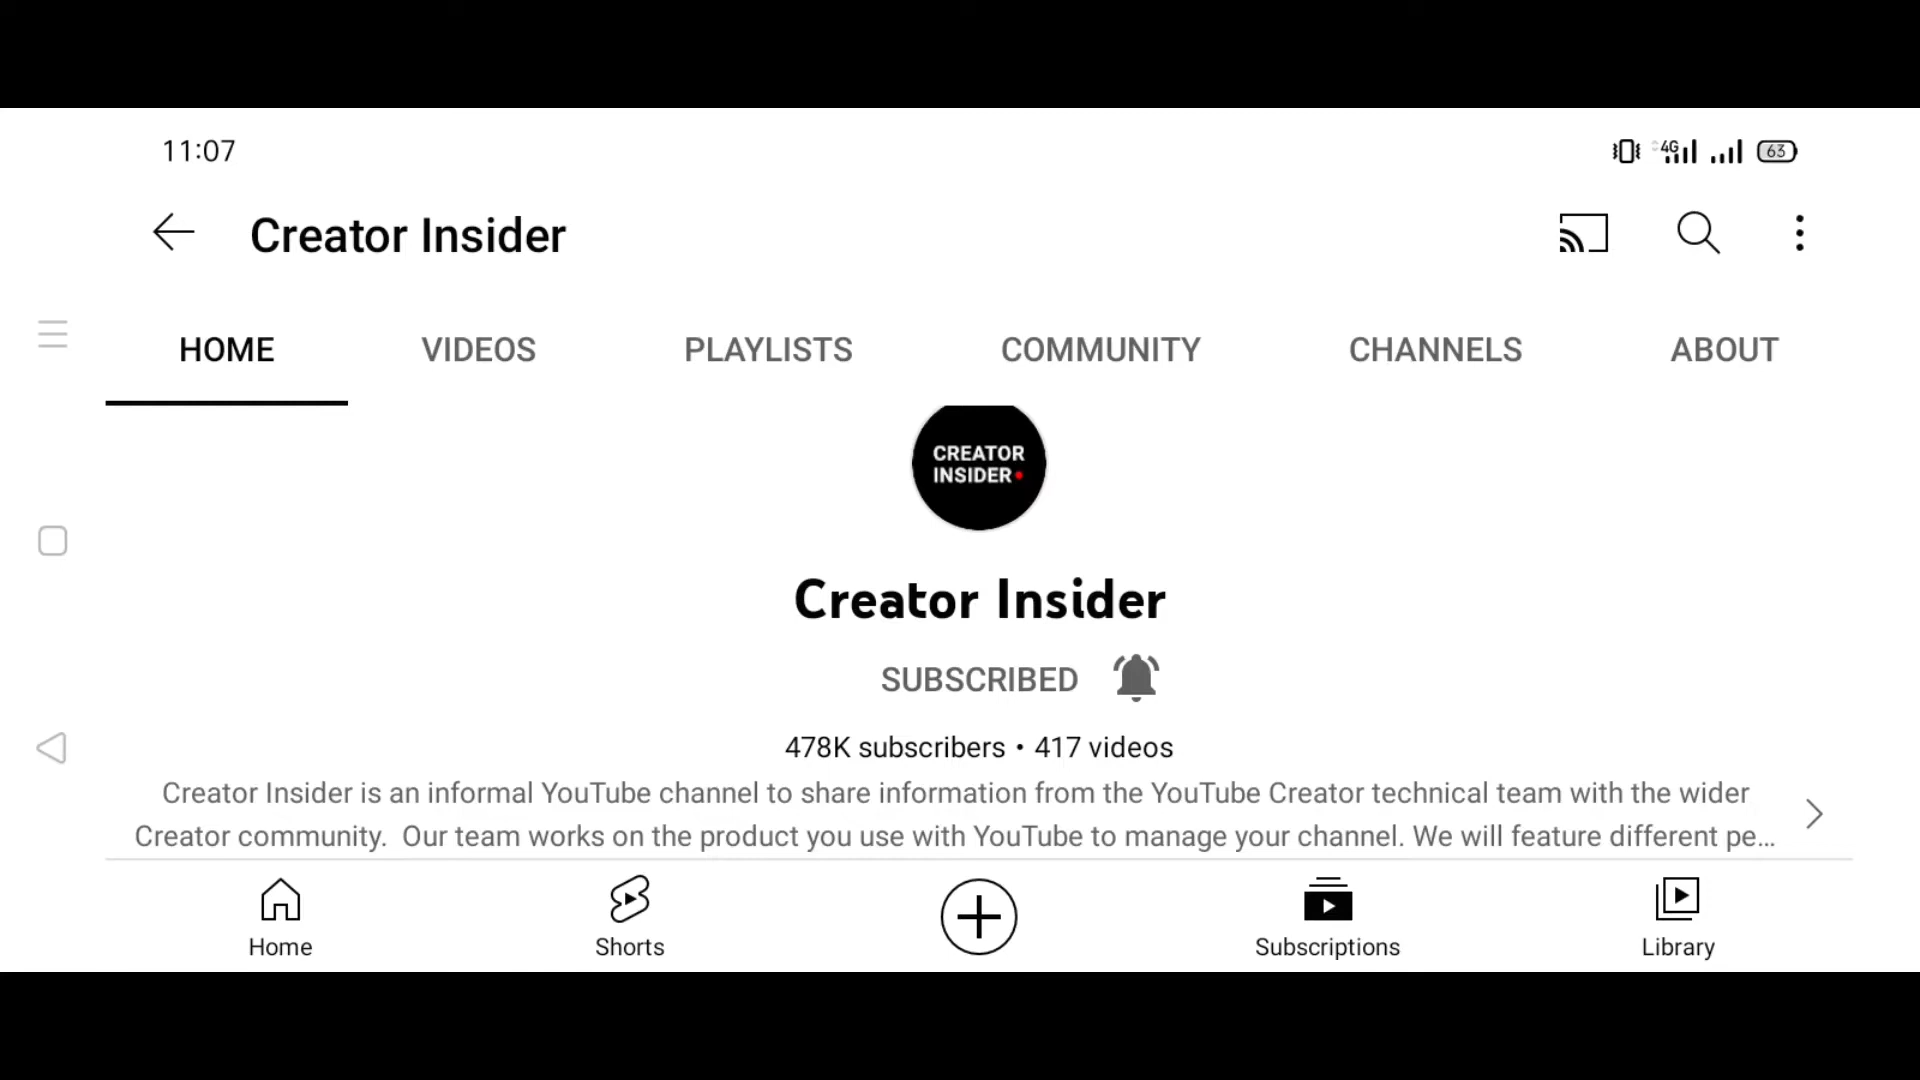 11:07
4G 63
Creator Insider
HOME VIDEOS PLAYLISTS COMMUNITY CHANNELS ABOUT
CREATOR
INSIDER
Creator Insider
SUBSCRIBED
478K subscribers • 417 videos
Creator Insider is an informal YouTube channel to share information from the YouTube Creator technical team with the wider
Creator community.  Our team works on the product you use with YouTube to manage your channel. We will feature different pe...
Home Shorts Subscriptions Library